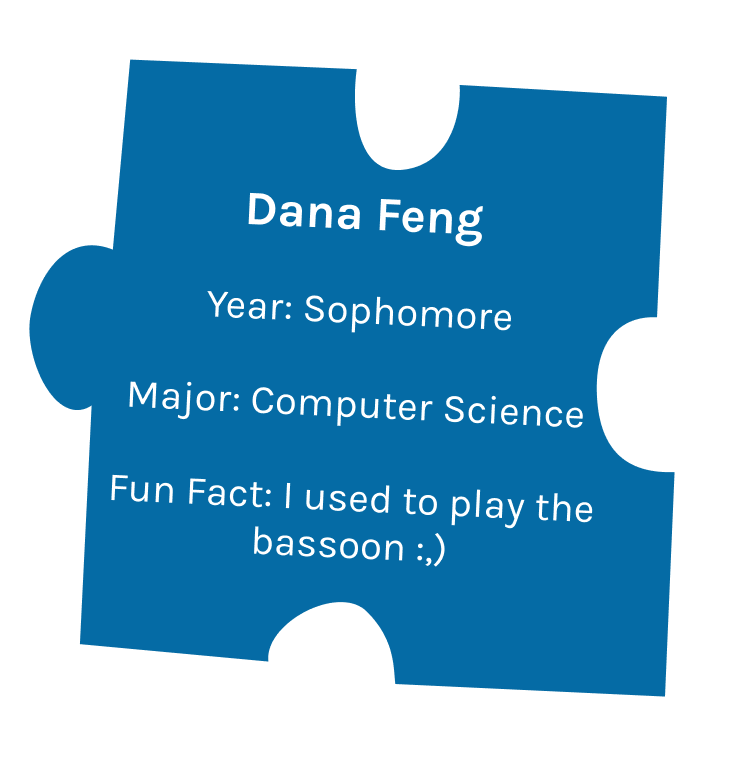 Dana Feng
Year: Sophomore
Major: Computer Science
Fun Fact: I used to play the
bassoon :,)